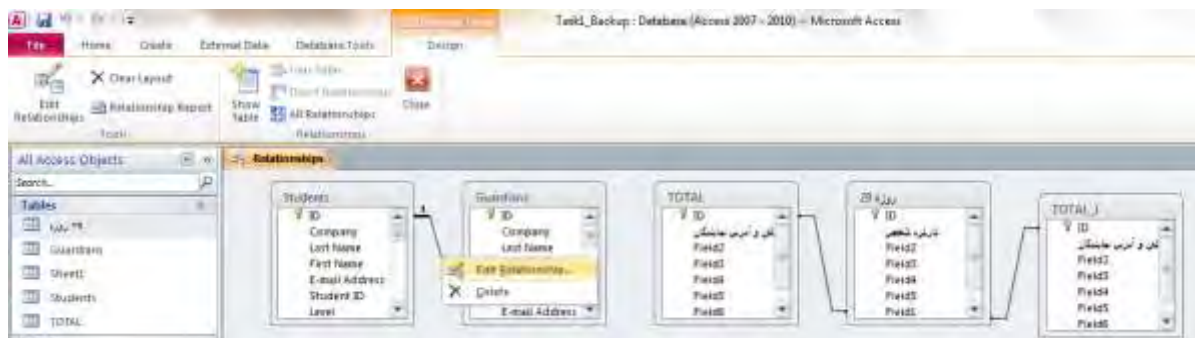 Task1_Backup : Database (Access 2007 - 2010) - Microsoft Access
File Home Create External Data Database Tools Design
Edit Relationships
Clear Layout
Relationship Report
Tools
Show Table
All Relationships
Close
Relationships
All Access Objects
Relationships
Search...
Tables
Guardians
Sheet1
Students
TOTAL
Students
ID
Company
Last Name
First Name
E-mail Address
Student ID
Level
Guardians
ID
Company
Last Name
Edit Relationship...
Delete
E-mail Address
TOTAL
ID
Field2
Field3
Field4
Field5
Field6
ID
Field2
Field3
Field4
Field5
Field6
TOTAL_1
ID
Field2
Field3
Field4
Field5
Field6